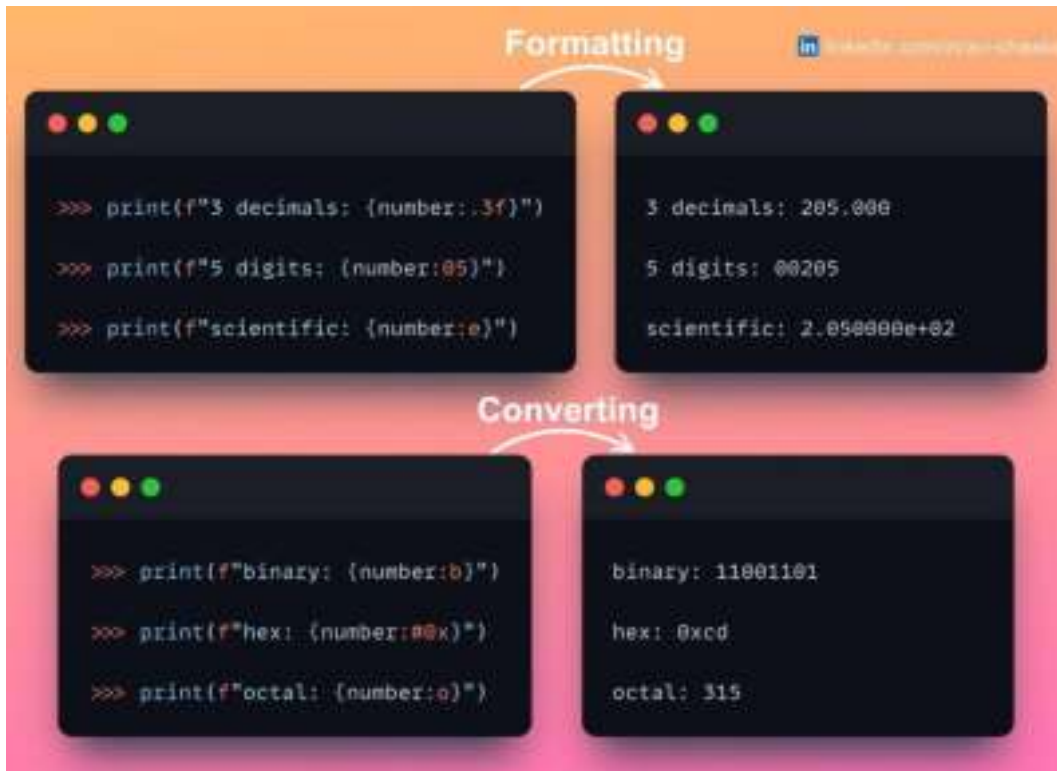 Formatting
in
>>> print(f"3 decimals: {number:.3f}")
>>> print(f"5 digits: {number:05}")
>>> print(f"scientific: {number:e}")
3 decimals: 205.000
5 digits: 00205
scientific: 2.050000e+02
Converting
>>> print(f"binary: {number:b}")
>>> print(f"hex: {number:#0x}")
>>> print(f"octal: {number:o}")
binary: 11001101
hex: 0xcd
octal: 315